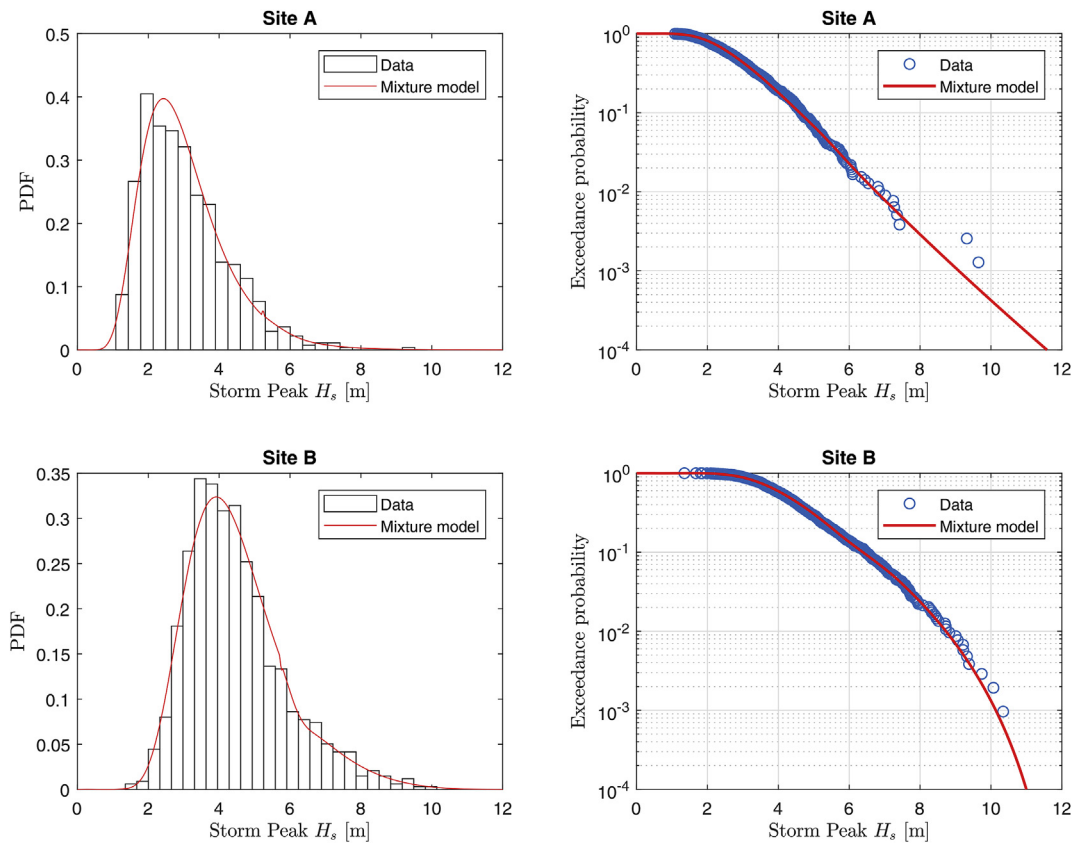 Site A
0.5
0.4
0.3
0.2
0.1
0
PDF
Data
Mixture model
0 2 4 6 8 10 12
Storm Peak H_s [m]
Site A
10^0
10^-1
10^-2
10^-3
10^-4
Exceedance probability
Data
Mixture model
0 2 4 6 8 10 12
Storm Peak H_s [m]
Site B
0.35
0.3
0.25
0.2
0.15
0.1
0.05
0
PDF
Data
Mixture model
0 2 4 6 8 10 12
Storm Peak H_s [m]
Site B
10^0
10^-1
10^-2
10^-3
10^-4
Exceedance probability
Data
Mixture model
0 2 4 6 8 10 12
Storm Peak H_s [m]